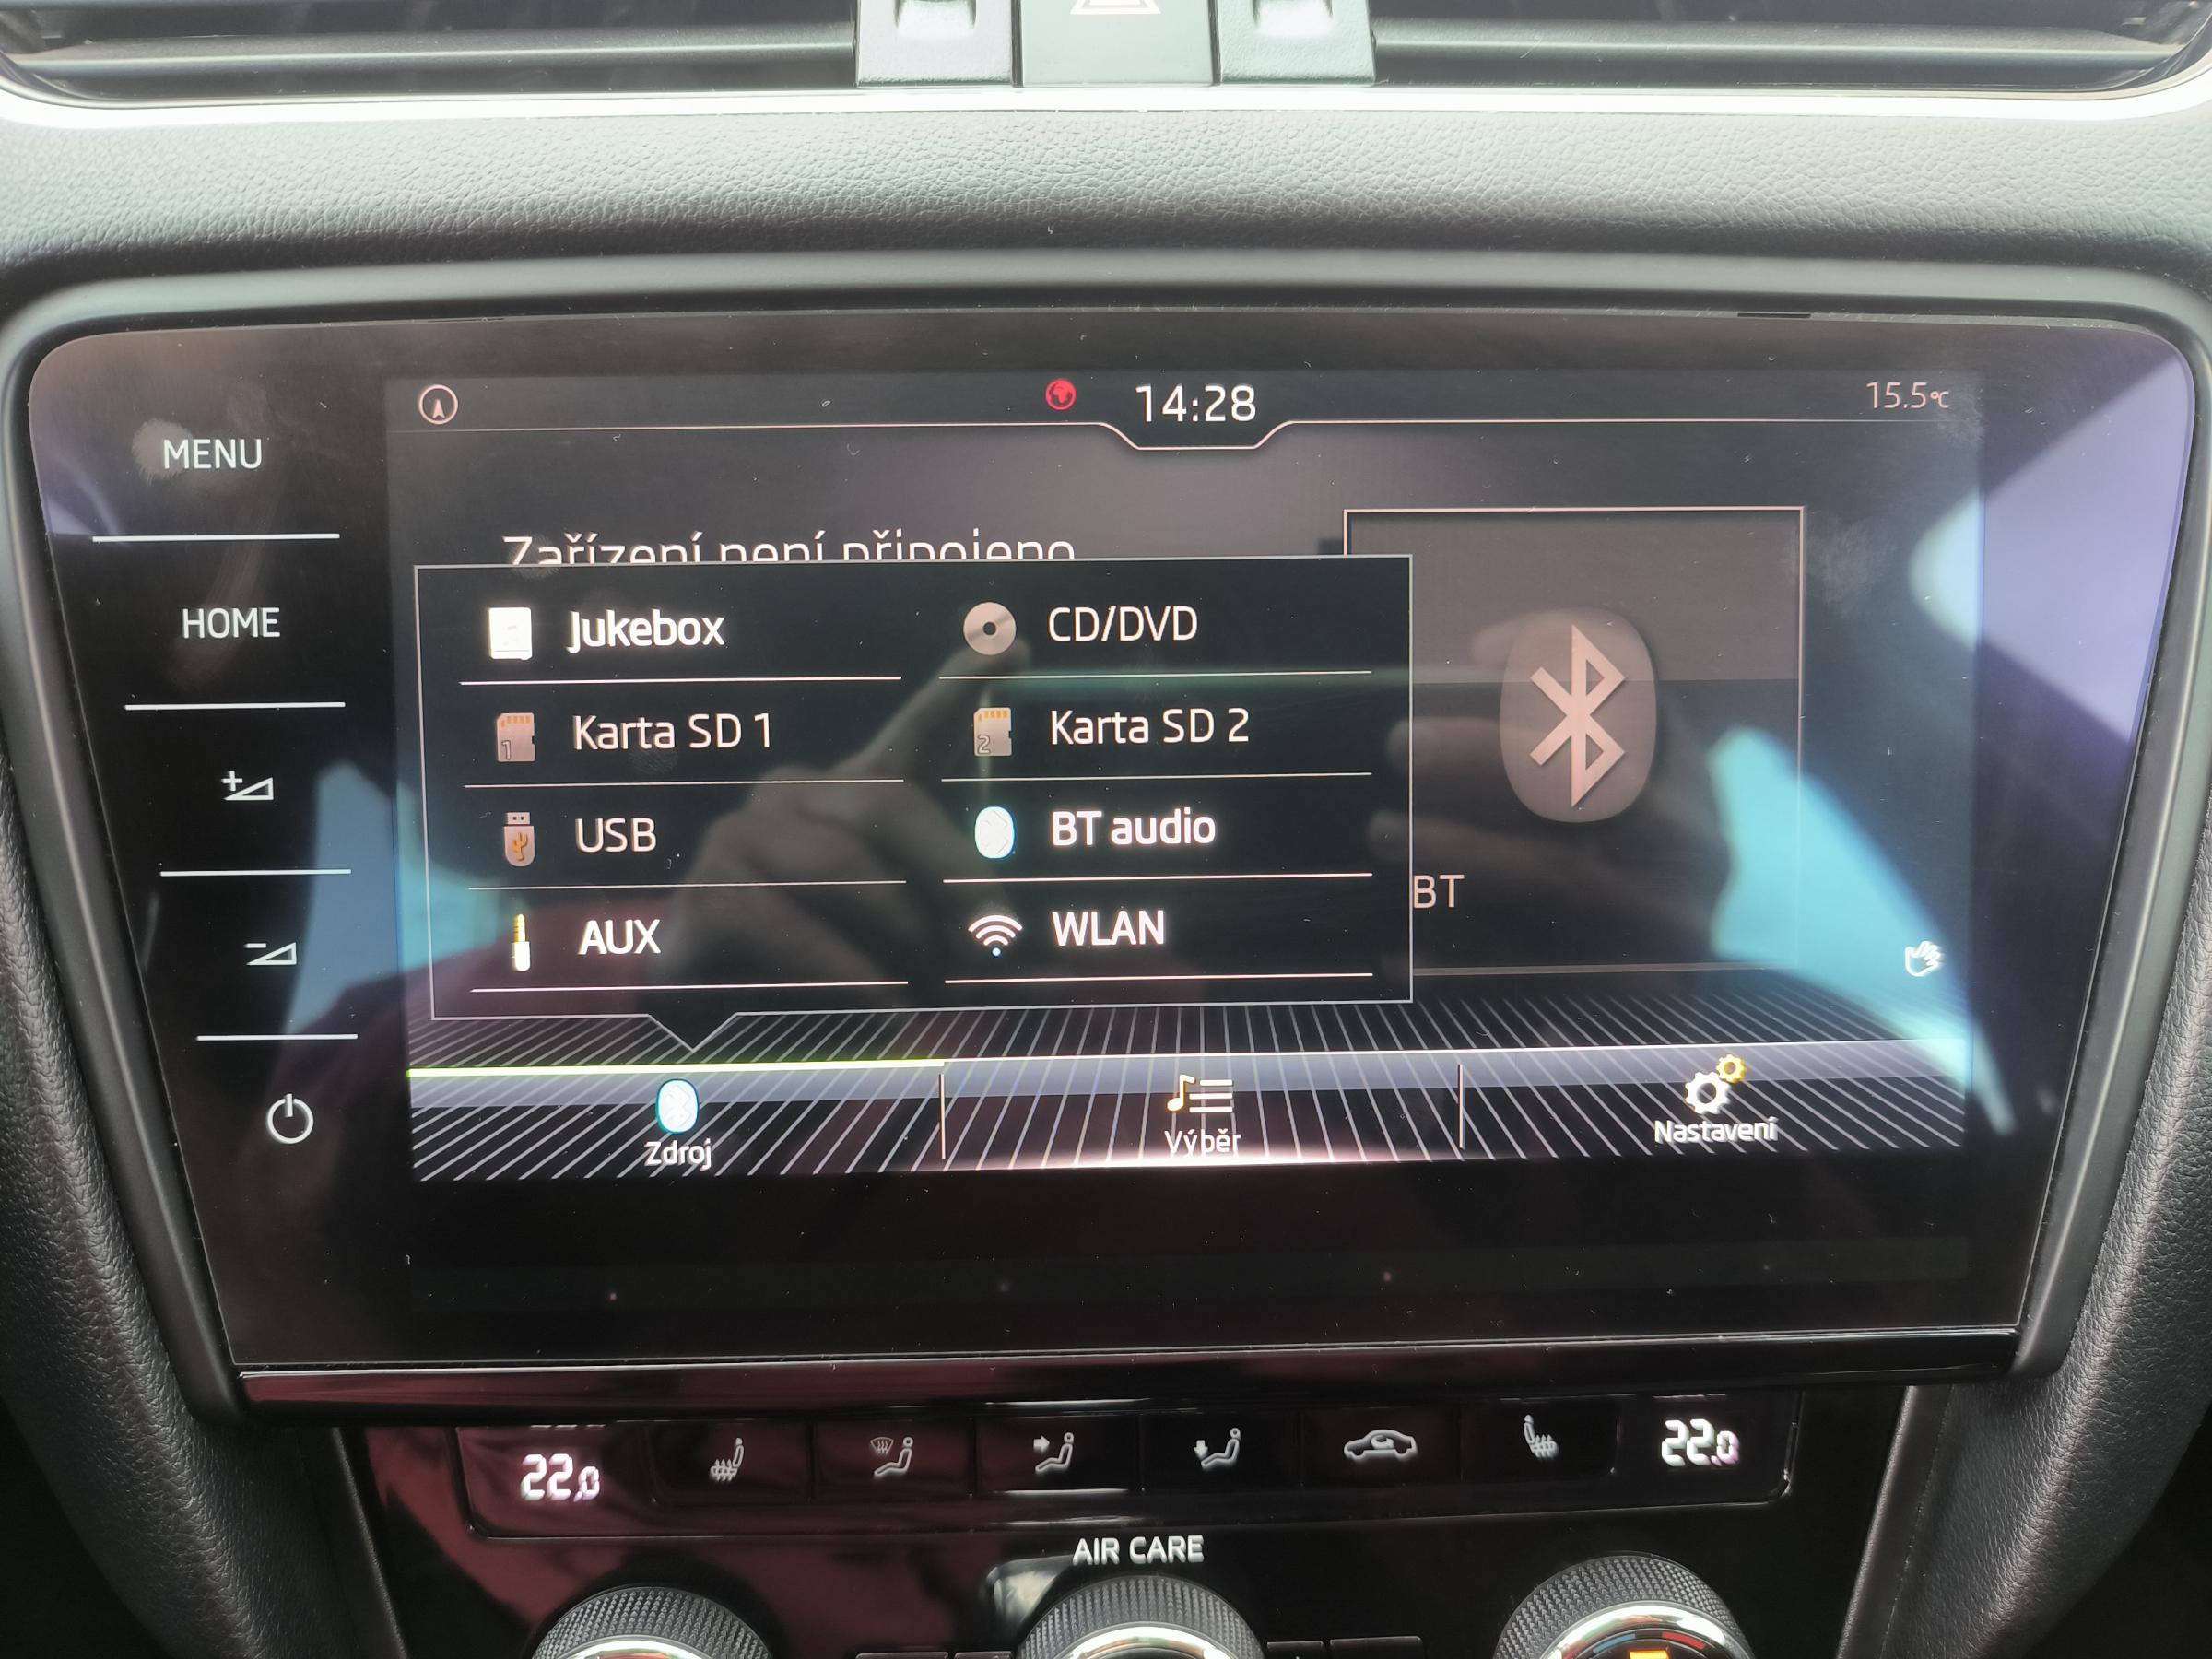 14:28
15.5°C
MENU
HOME
Zařízení není připojeno
Jukebox
CD/DVD
Karta SD 1
Karta SD 2
USB
BT audio
AUX
WLAN
BT
Zdroj
Výběr
Nastavení
22.0
22.0
AIR CARE